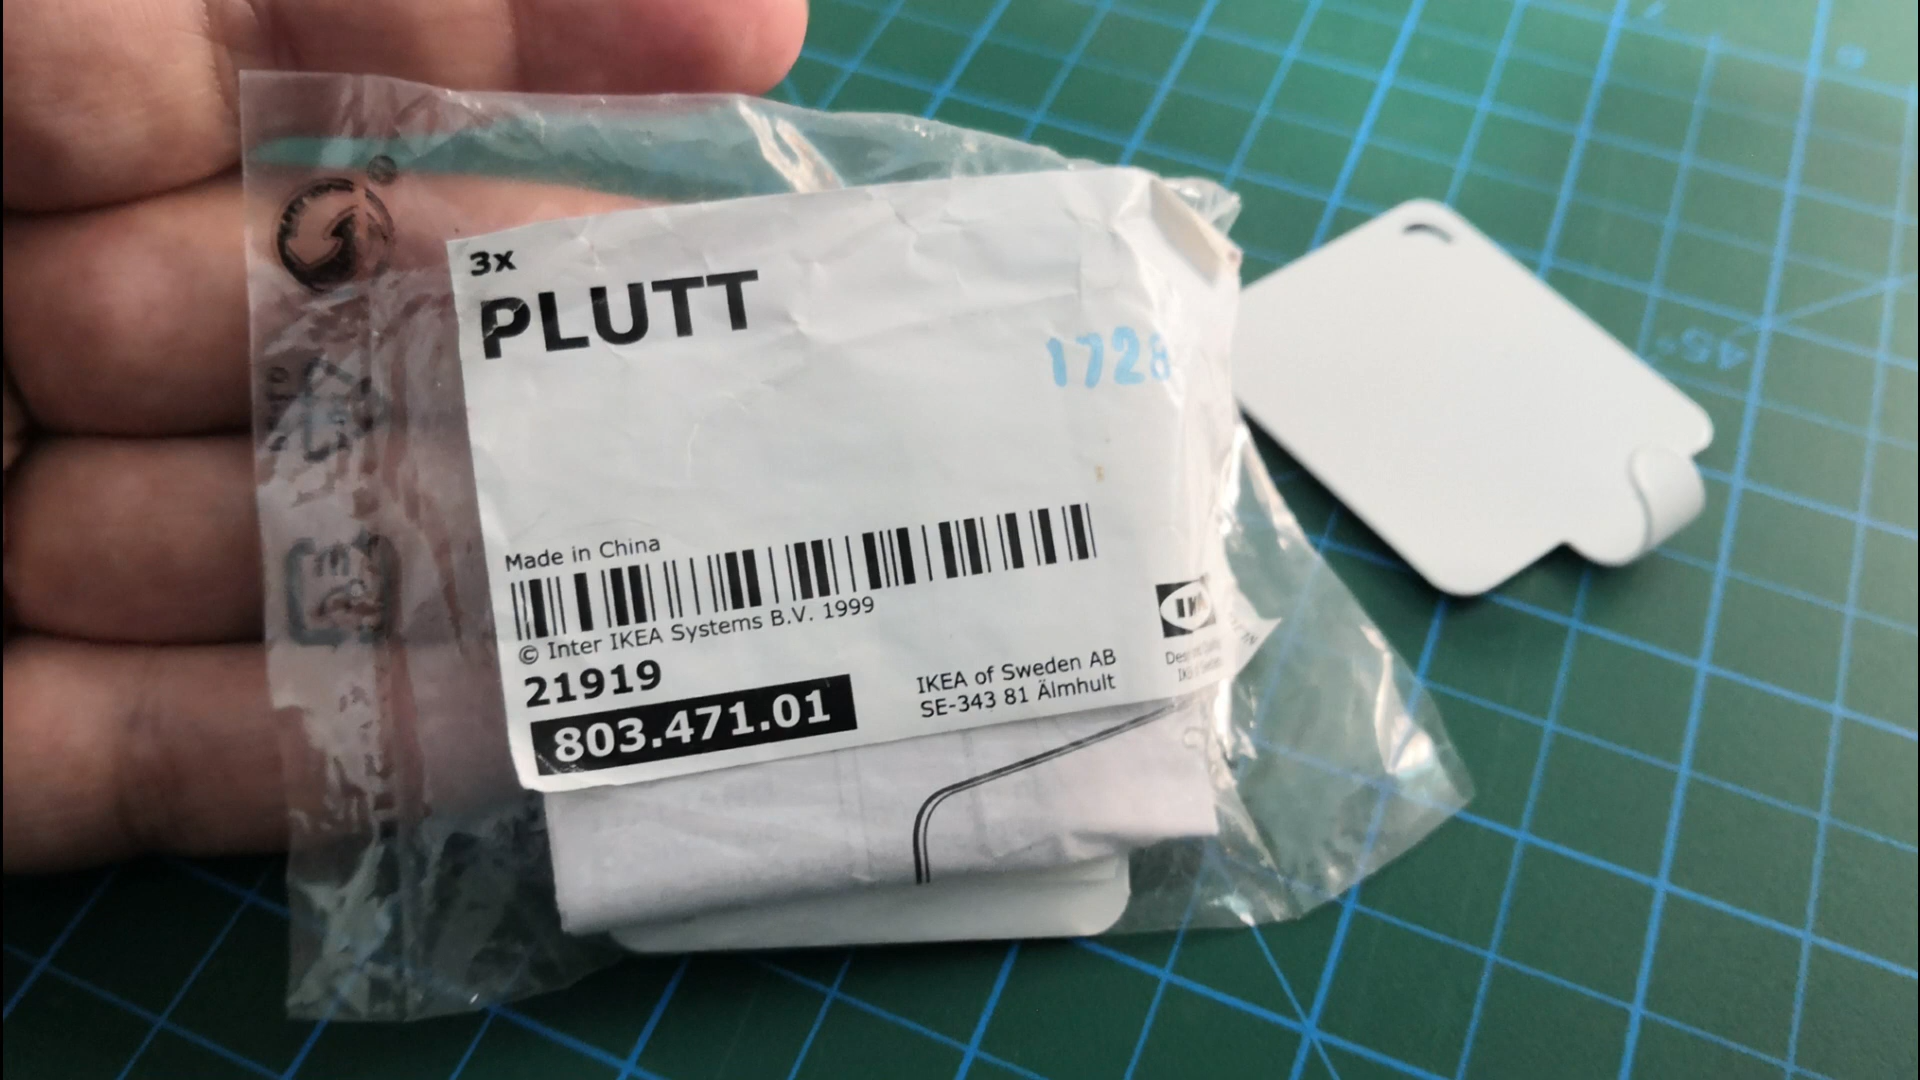 3x
PLUTT
1728
Made in China
© Inter IKEA Systems B.V. 1999
21919
803.471.01
IKEA of Sweden AB
SE-343 81 Älmhult
45°